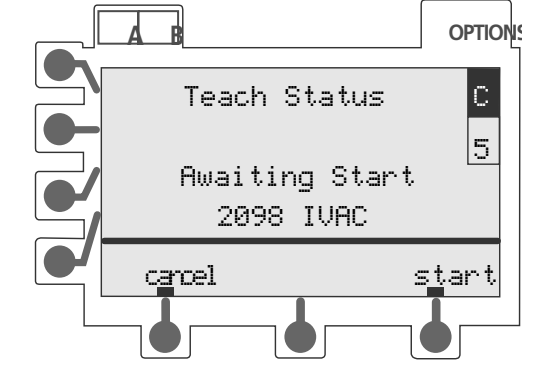 A B
OPTIONS
Teach Status
C
5
Awaiting Start
2098 IVAC
cancel start